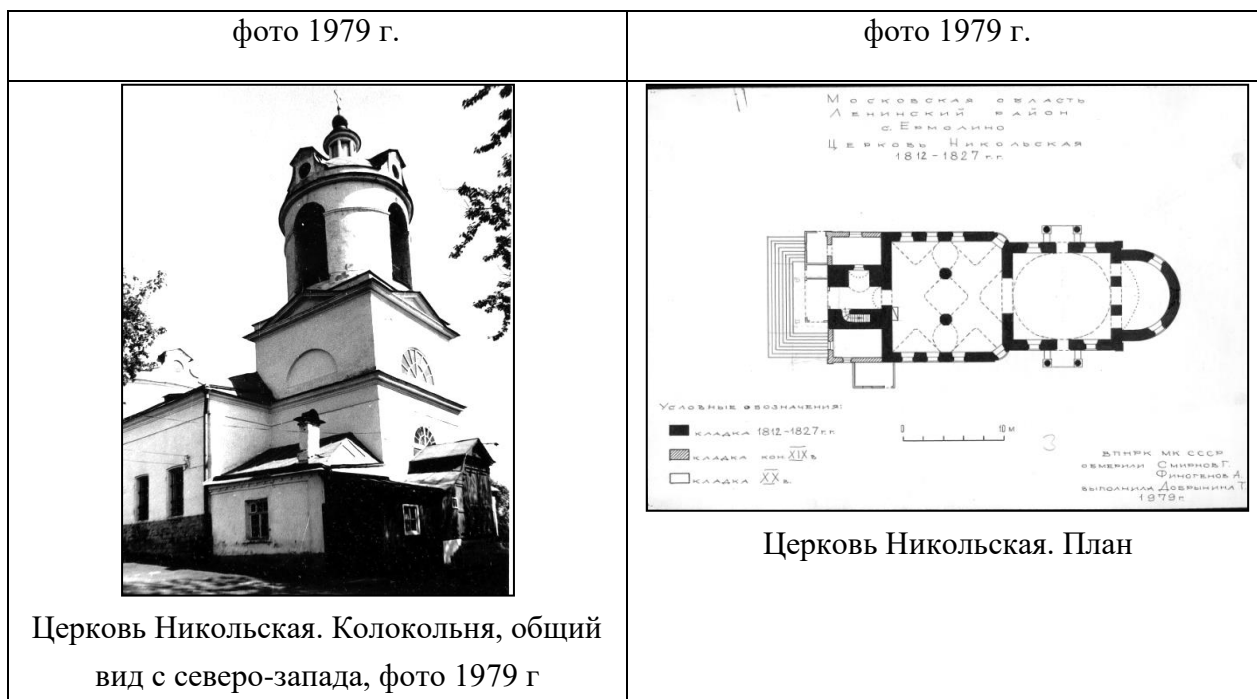 фото 1979 г.
фото 1979 г.
Церковь Никольская. Колокольня, общий
вид с северо-запада, фото 1979 г
Московская область
Ленинский район
с. Ермолино
Церковь Никольская
1812-1827 г.г.
Условные обозначения:
кладка 1812-1827 г.г.
кладка кон. XIX в.
кладка XX в.
0 10 м
3
ВПНРК МК СССР
обмерили Смирнов Г.
Финогенов А.
выполнила Добрынина Т.
1979 г.
Церковь Никольская. План